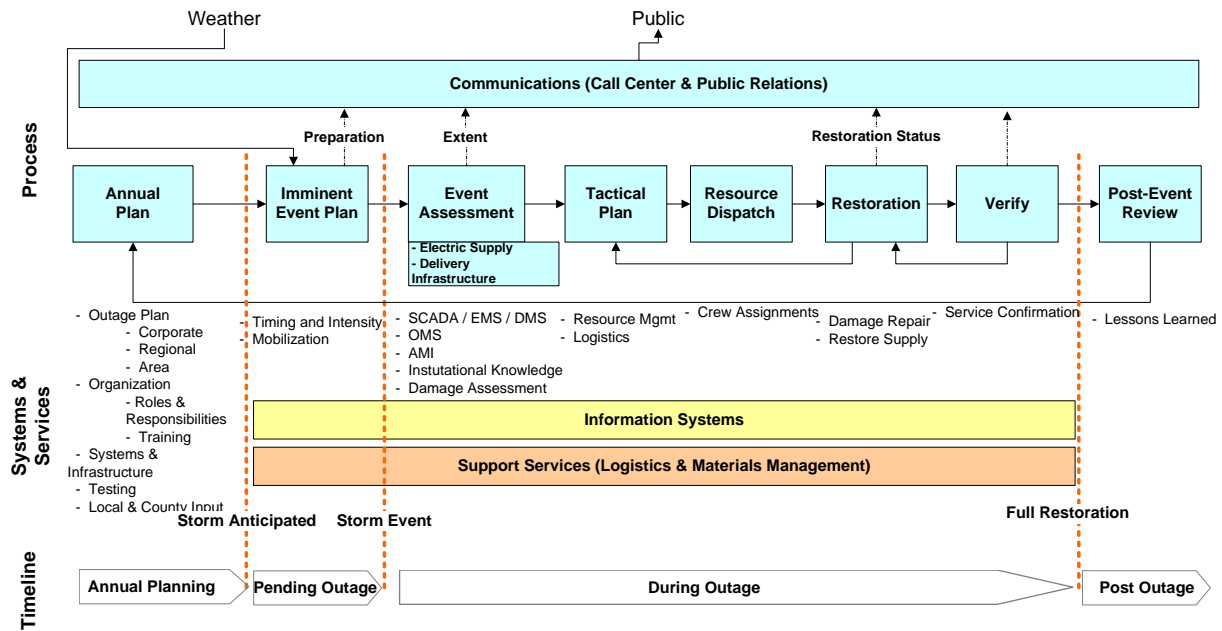 Weather
Public
Communications (Call Center & Public Relations)
Process
Preparation
Extent
Restoration Status
Annual
Plan
Imminent
Event Plan
Event
Assessment
Tactical
Plan
Resource
Dispatch
Restoration
Verify
Post-Event
Review
- Electric Supply
- Delivery
Infrastructure
- Outage Plan
- Corporate
- Regional
- Area
- Organization
- Roles &
Responsibilities
- Training
- Systems &
Infrastructure
- Testing
- Local & County Input
- Timing and Intensity
- Mobilization
- SCADA / EMS / DMS
- OMS
- AMI
- Instutational Knowledge
- Damage Assessment
- Resource Mgmt
- Logistics
- Crew Assignments
- Damage Repair
- Restore Supply
- Service Confirmation
- Lessons Learned
Systems &
Services
Information Systems
Support Services (Logistics & Materials Management)
Storm Anticipated
Storm Event
Full Restoration
Timeline
Annual Planning
Pending Outage
During Outage
Post Outage